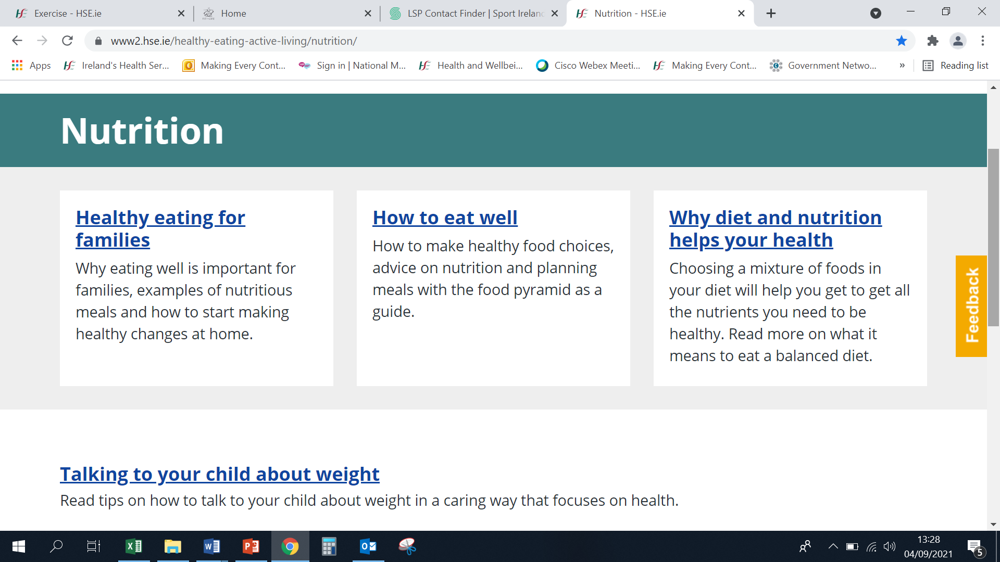 Exercise - HSE.ie
Home
LSP Contact Finder | Sport Irelan
Nutrition - HSE.ie
www2.hse.ie/healthy-eating-active-living/nutrition/
Apps
Ireland's Health Ser...
Making Every Cont...
Sign in | National M...
Health and Wellbei...
Cisco Webex Meeti...
Making Every Cont...
Government Netwo...
»
Reading list
Nutrition
Healthy eating for
families
Why eating well is important for
families, examples of nutritious
meals and how to start making
healthy changes at home.
How to eat well
How to make healthy food choices,
advice on nutrition and planning
meals with the food pyramid as a
guide.
Why diet and nutrition
helps your health
Choosing a mixture of foods in
your diet will help you get to get all
the nutrients you need to be
healthy. Read more on what it
means to eat a balanced diet.
Feedback
Talking to your child about weight
Read tips on how to talk to your child about weight in a caring way that focuses on health.
13:28
04/09/2021
5